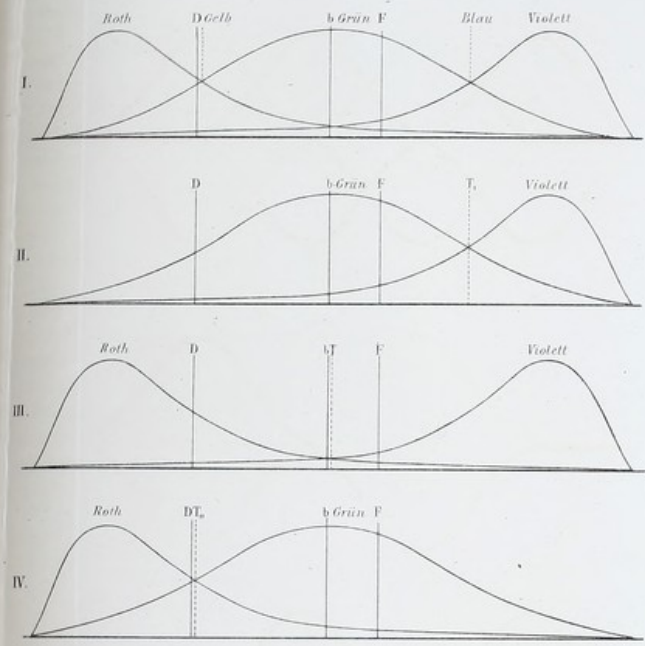 Roth D Gelb b Grün F Blau Violett
I.
D b Grün F T, Violett
II.
Roth D bT F Violett
III.
Roth DT„ b Grün F
IV.